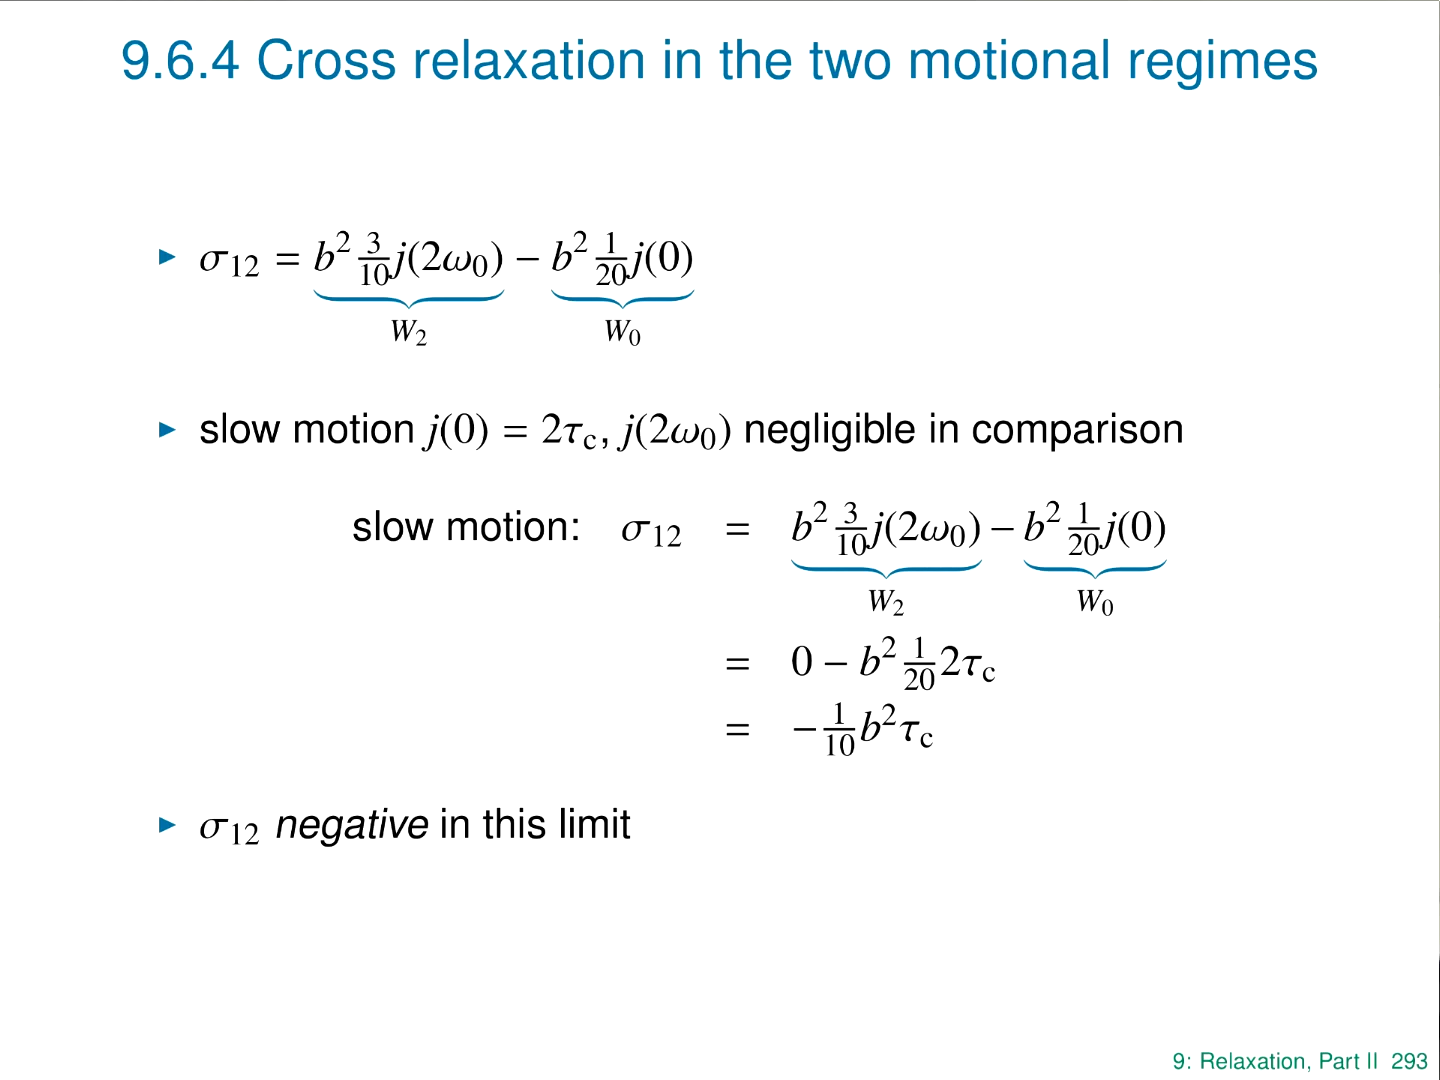 9.6.4 Cross relaxation in the two motional regimes
▶ σ₁₂ = b² 3/10 j(2ω₀) − b² 1/20 j(0)
W₂ W₀
▶ slow motion j(0) = 2τc, j(2ω₀) negligible in comparison
slow motion: σ₁₂ = b² 3/10 j(2ω₀) − b² 1/20 j(0)
W₂ W₀
= 0 − b² 1/20 2τc
= −1/10 b²τc
▶ σ₁₂ negative in this limit
9: Relaxation, Part II 293